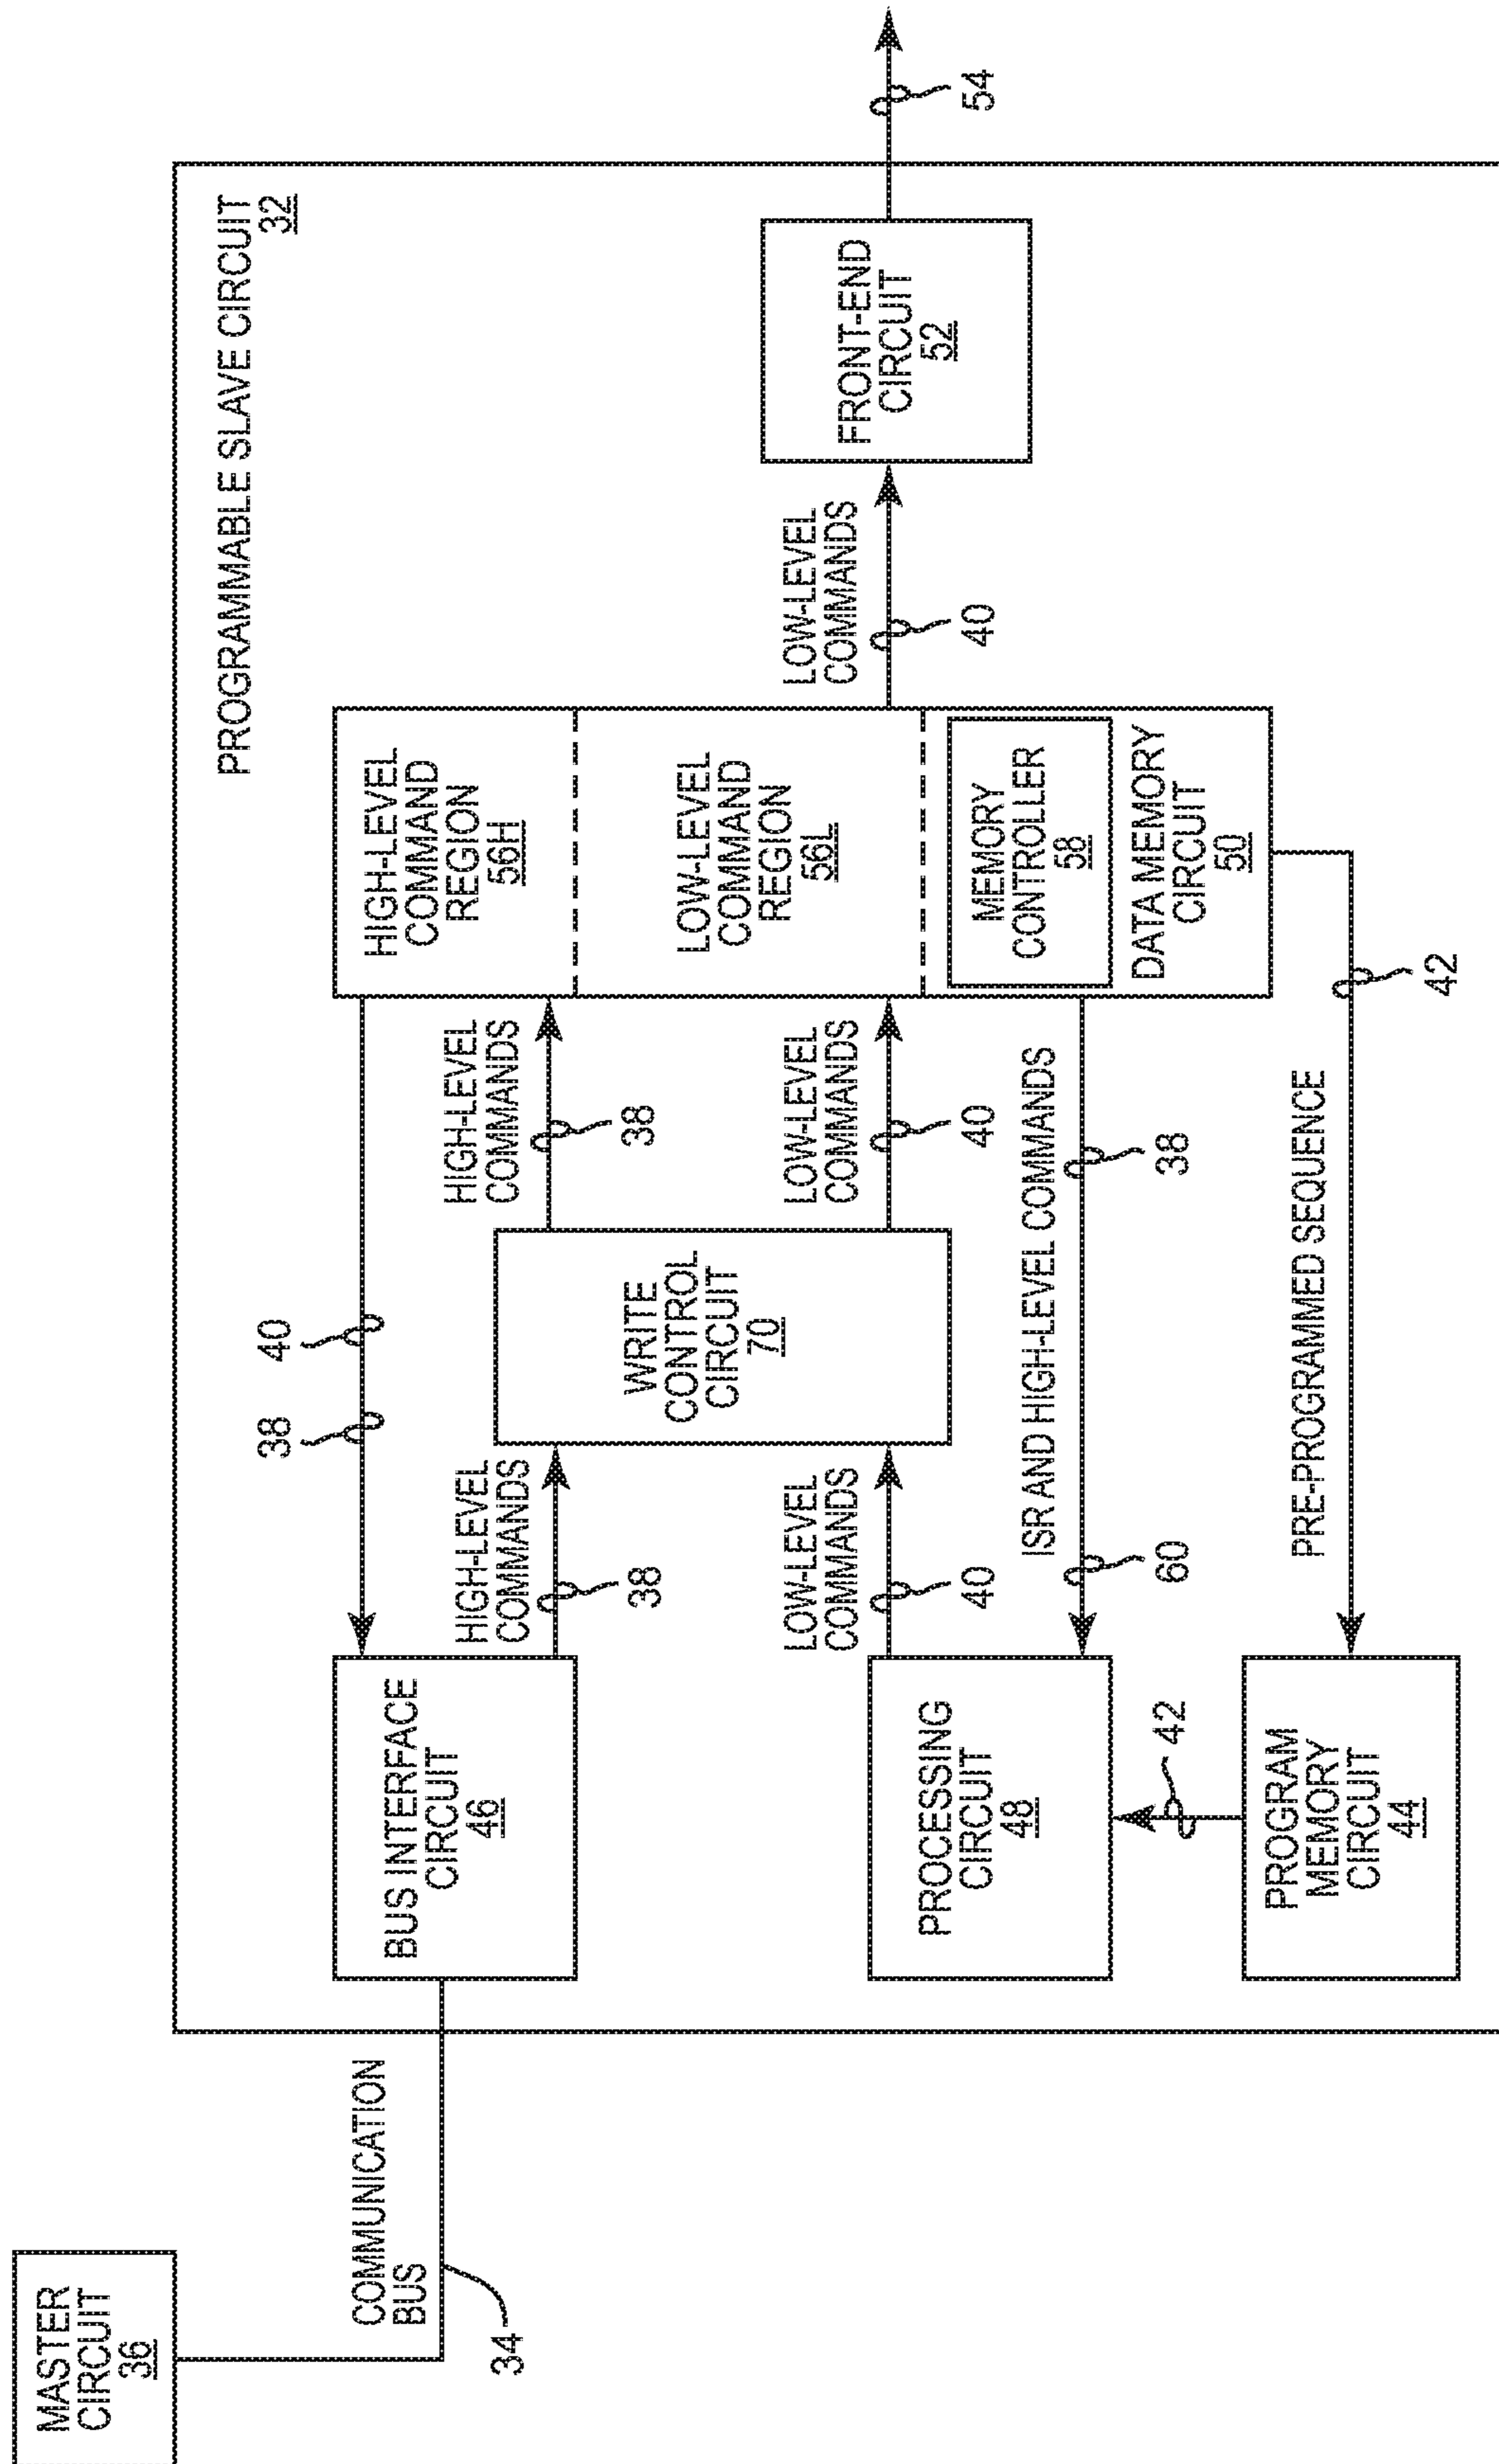 MASTER
CIRCUIT
36
COMMUNICATION
BUS
34
PROGRAMMABLE SLAVE CIRCUIT
32
BUS INTERFACE
CIRCUIT
46
38
40
HIGH-LEVEL
COMMANDS
38
WRITE
CONTROL
CIRCUIT
70
HIGH-LEVEL
COMMANDS
38
HIGH-LEVEL
COMMAND
REGION
56H
LOW-LEVEL
COMMAND
REGION
56L
MEMORY
CONTROLLER
58
DATA MEMORY
CIRCUIT
50
PROCESSING
CIRCUIT
48
LOW-LEVEL
COMMANDS
40
LOW-LEVEL
COMMANDS
40
LOW-LEVEL
COMMANDS
40
FRONT-END
CIRCUIT
52
54
ISR AND HIGH-LEVEL COMMANDS
60
38
42
PROGRAM
MEMORY
CIRCUIT
44
PRE-PROGRAMMED SEQUENCE
42